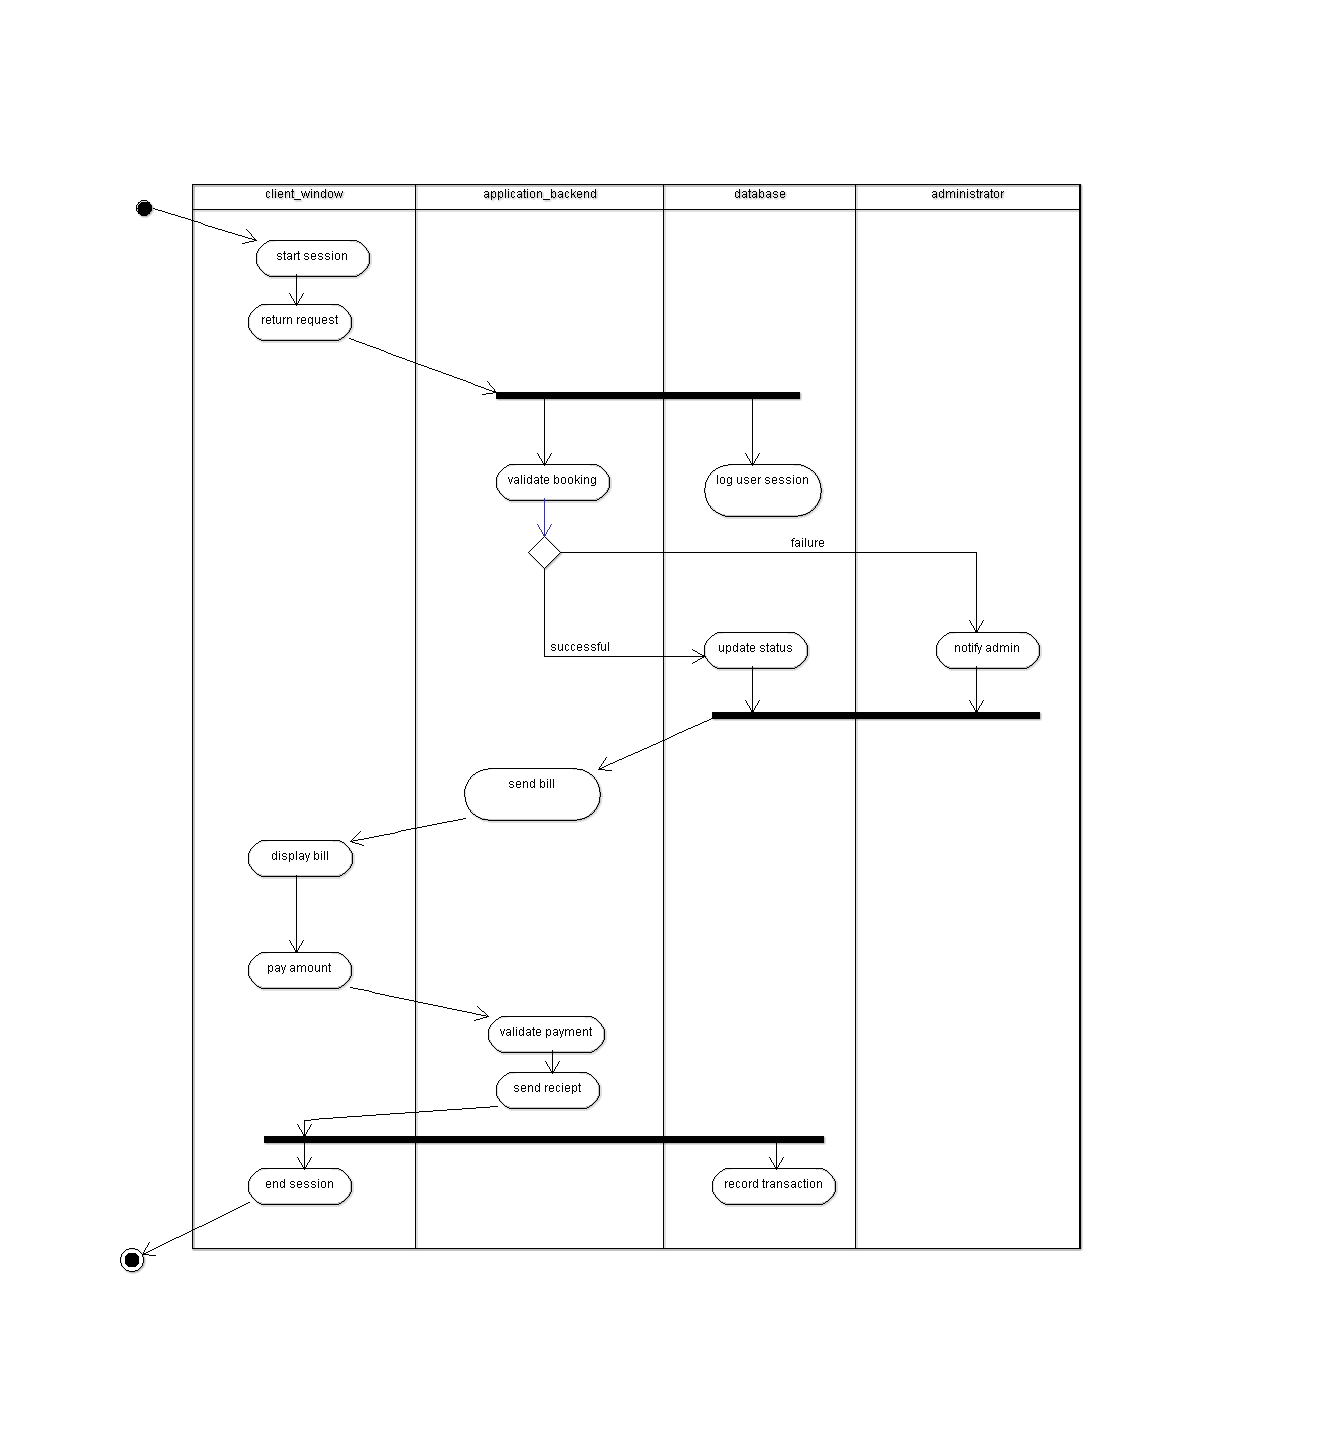 client_window
application_backend
database
administrator
start session
return request
validate booking
log user session
failure
successful
update status
notify admin
send bill
display bill
pay amount
validate payment
send reciept
end session
record transaction